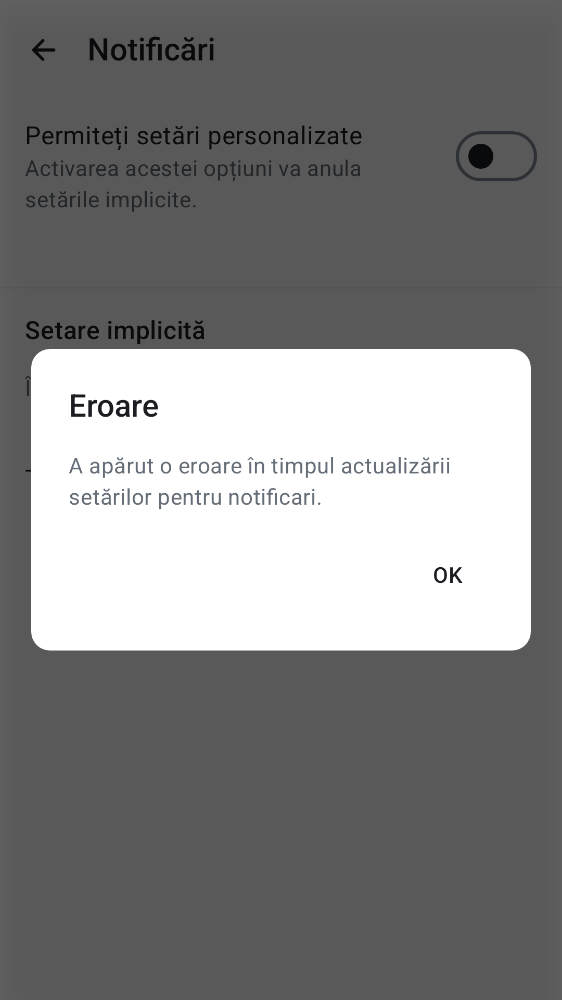 Notificări
Permiteți setări personalizate
Activarea acestei opțiuni va anula
setările implicite.
Setare implicită
Eroare
A apărut o eroare în timpul actualizării
setărilor pentru notificari.
OK